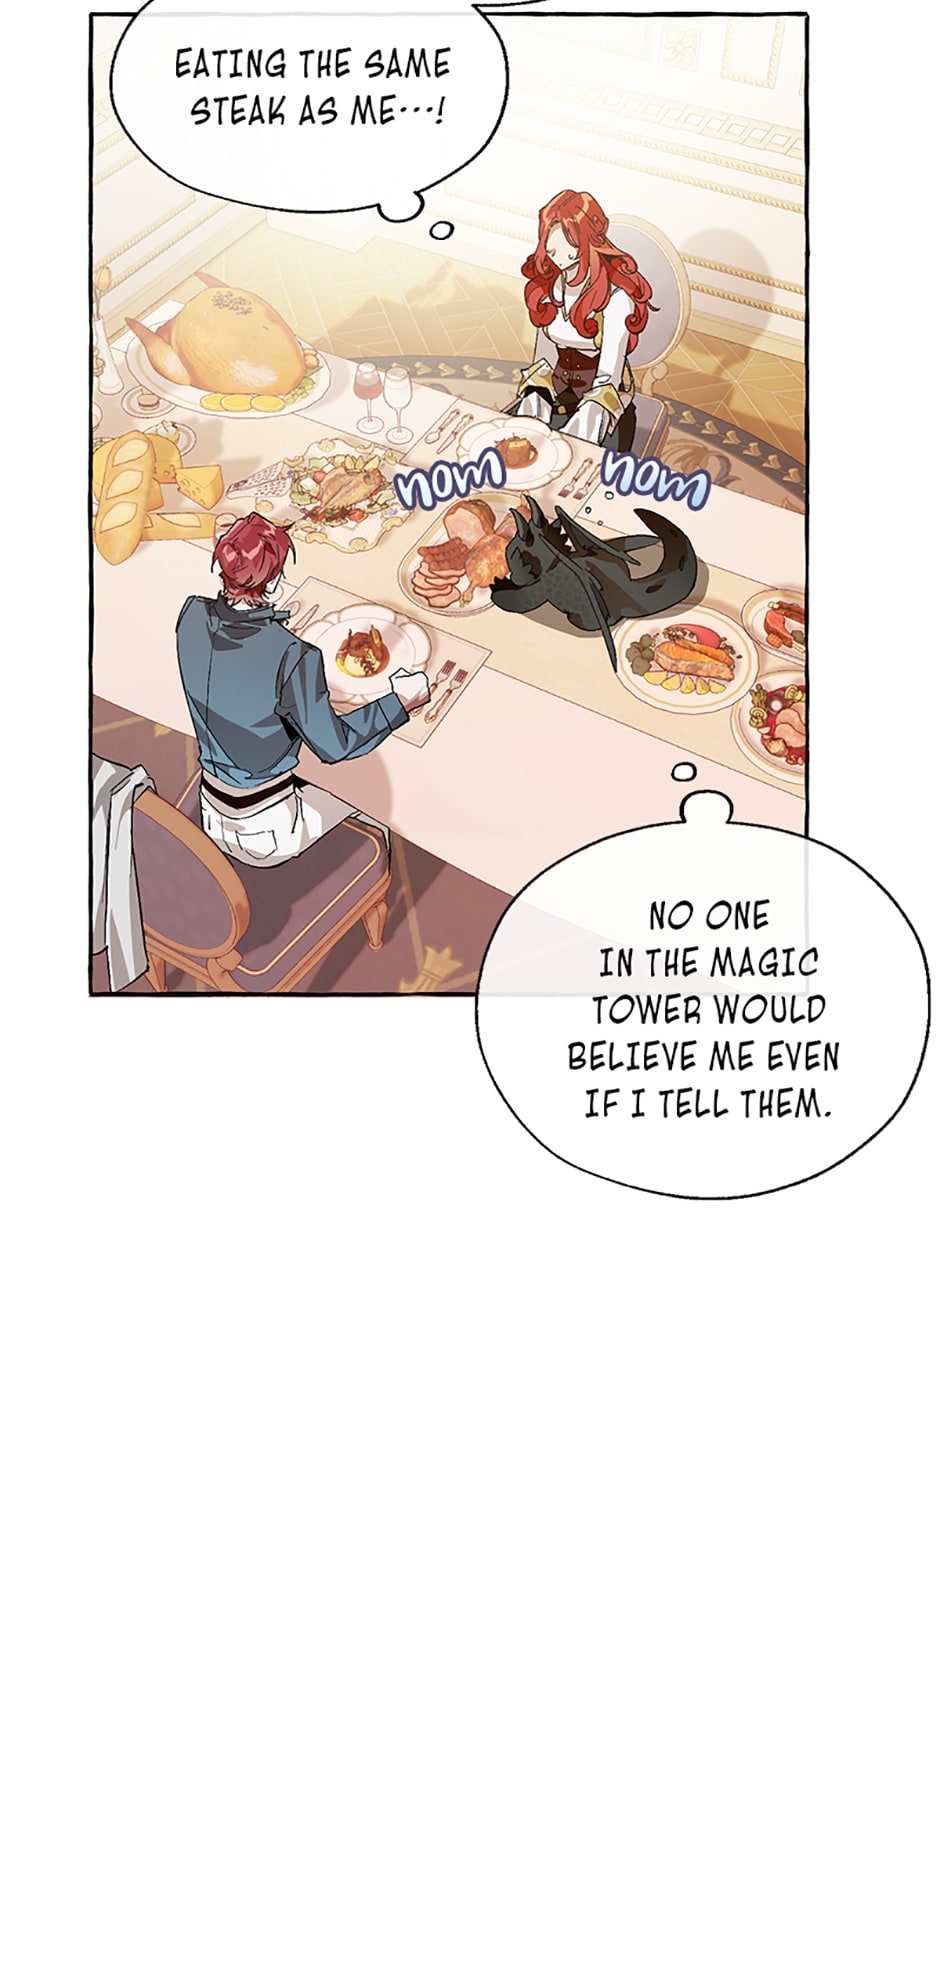 EATING THE SAME
STEAK AS ME···!
nom
nom
NO ONE
IN THE MAGIC
TOWER WOULD
BELIEVE ME EVEN
IF I TELL THEM.